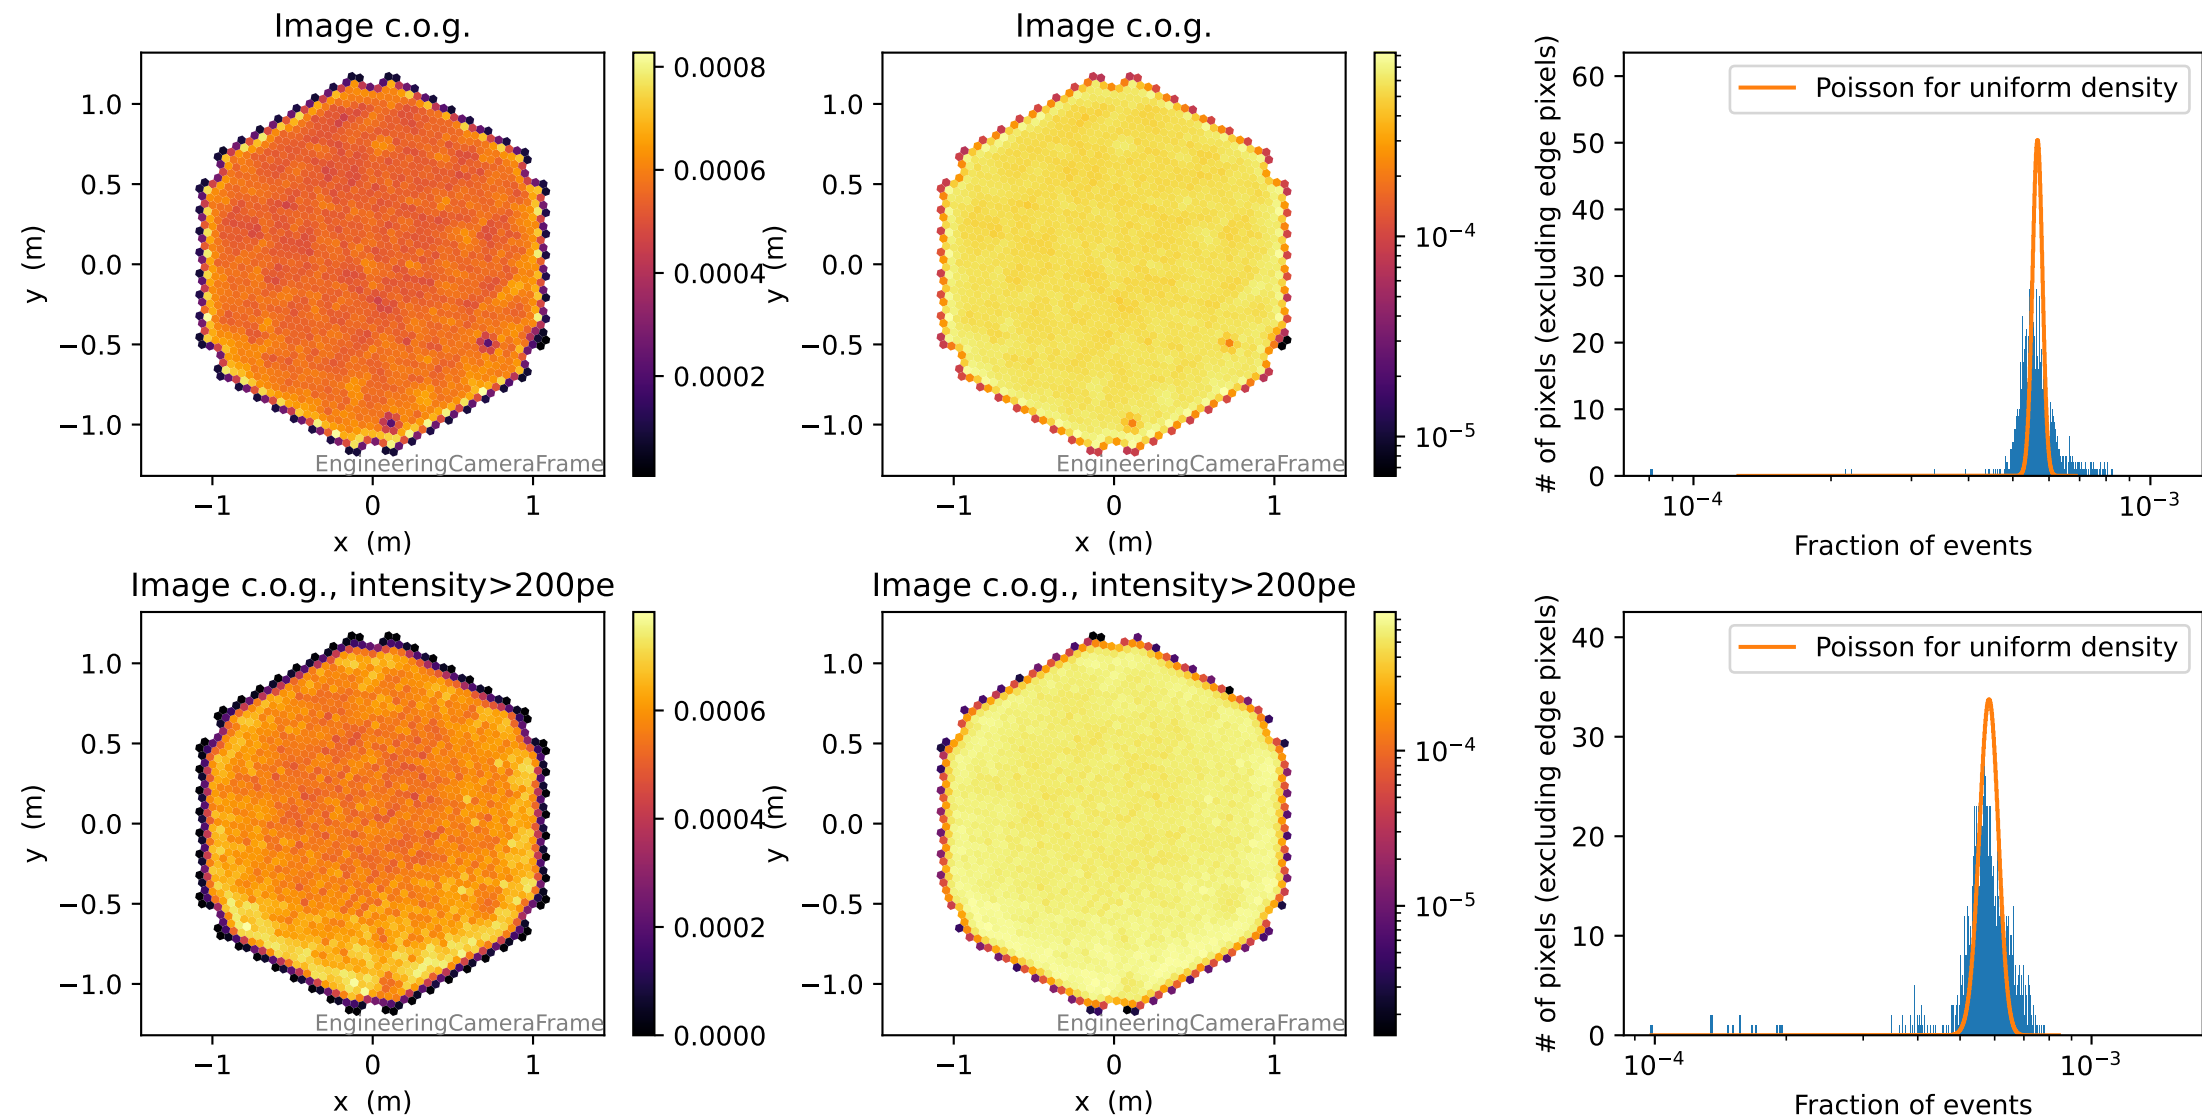 Image c.o.g.
1.0
0.5
0.0
−0.5
−1.0
y (m)
−1
0
1
x (m)
EngineeringCameraFrame
0.0008
0.0006
0.0004
0.0002
Image c.o.g.
1.0
0.5
0.0
−0.5
−1.0
y (m)
−1
0
1
x (m)
EngineeringCameraFrame
10⁻⁴
10⁻⁵
# of pixels (excluding edge pixels)
60
50
40
30
20
10
0
Poisson for uniform density
10⁻⁴
10⁻³
Fraction of events
Image c.o.g., intensity>200pe
1.0
0.5
0.0
−0.5
−1.0
y (m)
−1
0
1
x (m)
EngineeringCameraFrame
0.0006
0.0004
0.0002
0.0000
Image c.o.g., intensity>200pe
1.0
0.5
0.0
−0.5
−1.0
y (m)
−1
0
1
x (m)
EngineeringCameraFrame
10⁻⁴
10⁻⁵
# of pixels (excluding edge pixels)
40
30
20
10
0
Poisson for uniform density
10⁻⁴
10⁻³
Fraction of events